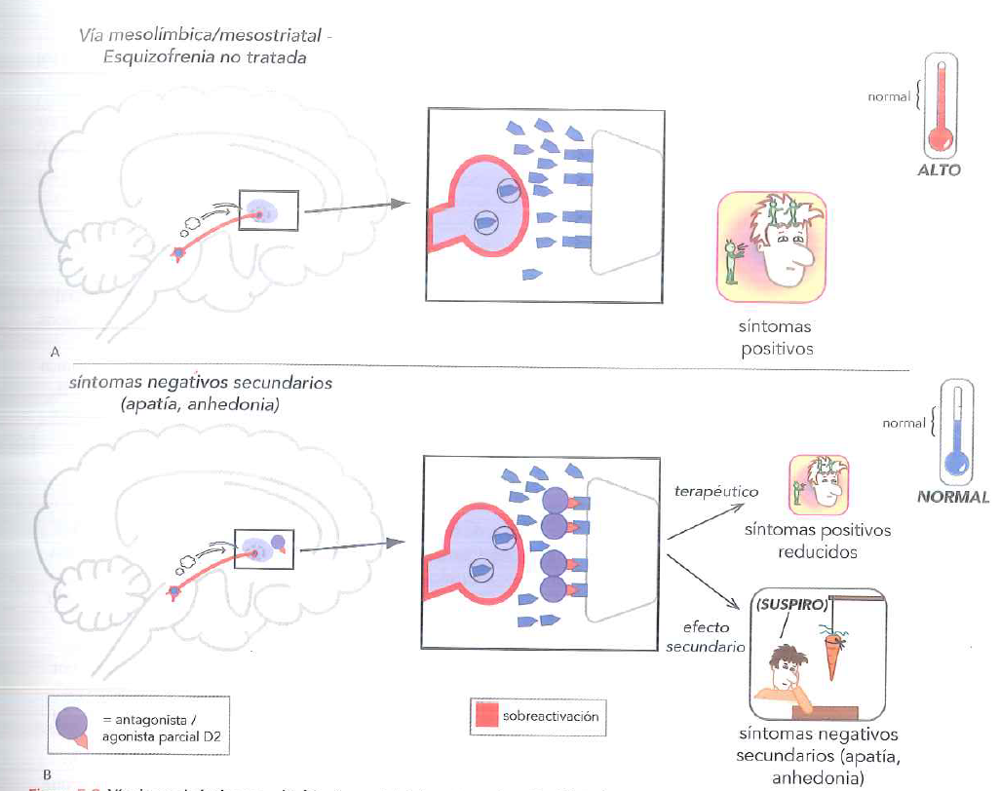 Vía mesolímbica/mesostriatal -
Esquizofrenia no tratada
normal
ALTO
síntomas
positivos
A
síntomas negativos secundarios
(apatía, anhedonia)
normal
NORMAL
terapéutico
síntomas positivos
reducidos
(SUSPIRO)
efecto
secundario
síntomas negativos
secundarios (apatía,
anhedonia)
= antagonista /
agonista parcial D2
sobreactivación
B